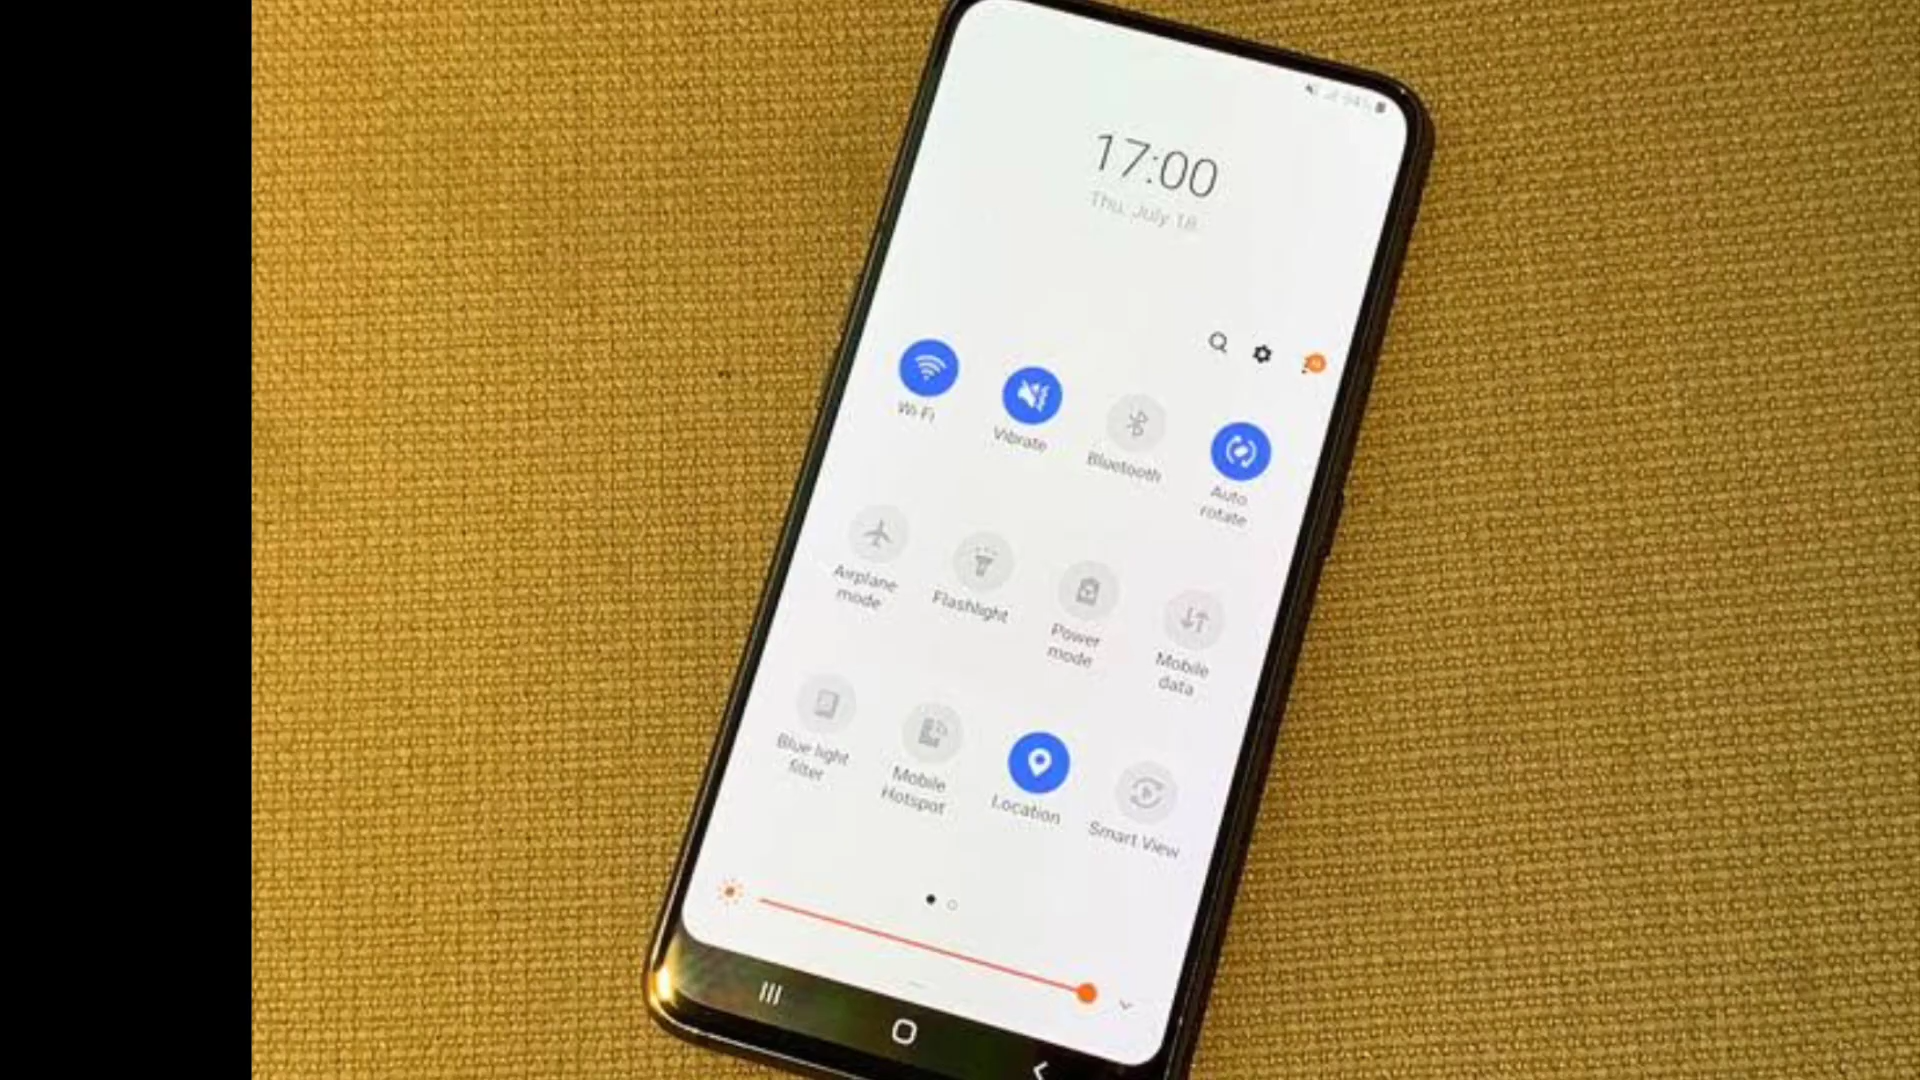 94%
17:00
Thu, July 18
Wi-Fi
Vibrate
Bluetooth
Auto
rotate
Airplane
mode
Flashlight
Power
mode
Mobile
data
Blue light
filter
Mobile
Hotspot
Location
Smart View